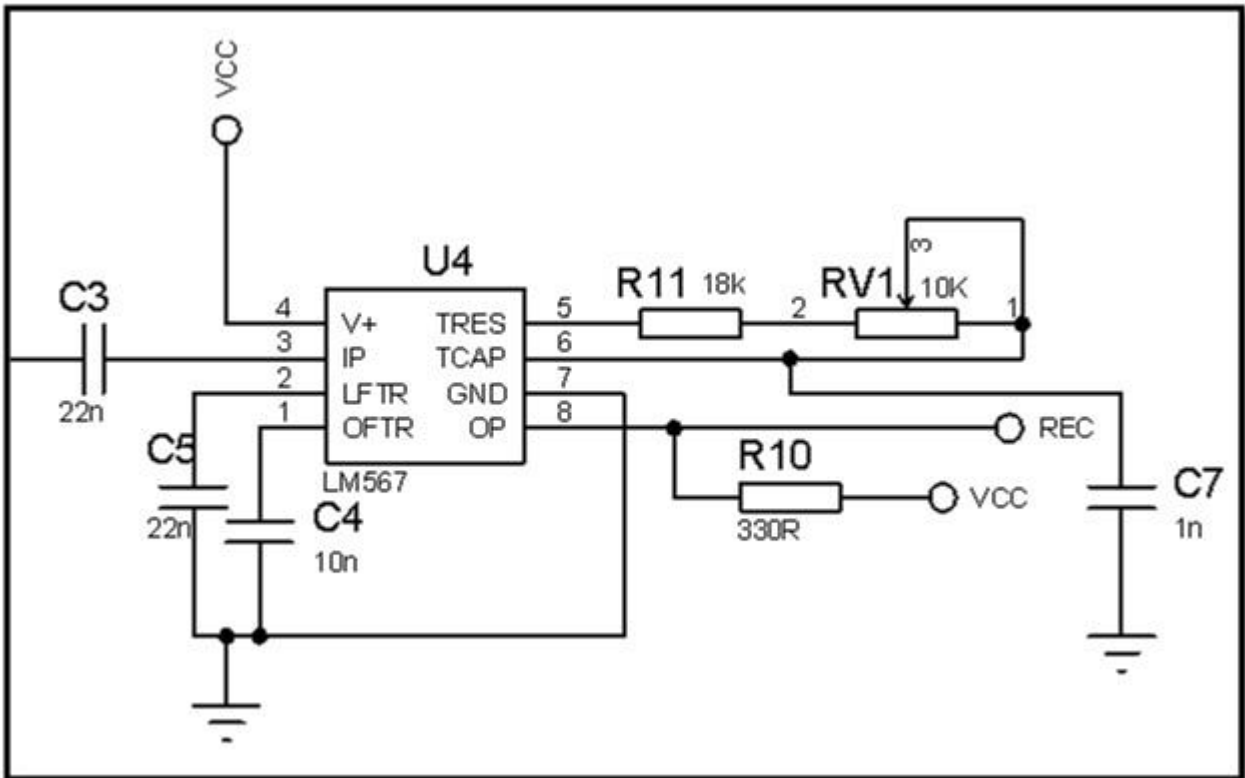 VCC
U4
C3
22n
4
3
2
1
V+
IP
LFTR
OFTR
TRES
TCAP
GND
OP
5
6
7
8
LM567
R11
18k
2
RV1
3
10K
1
REC
R10
330R
VCC
C5
22n
C4
10n
C7
1n